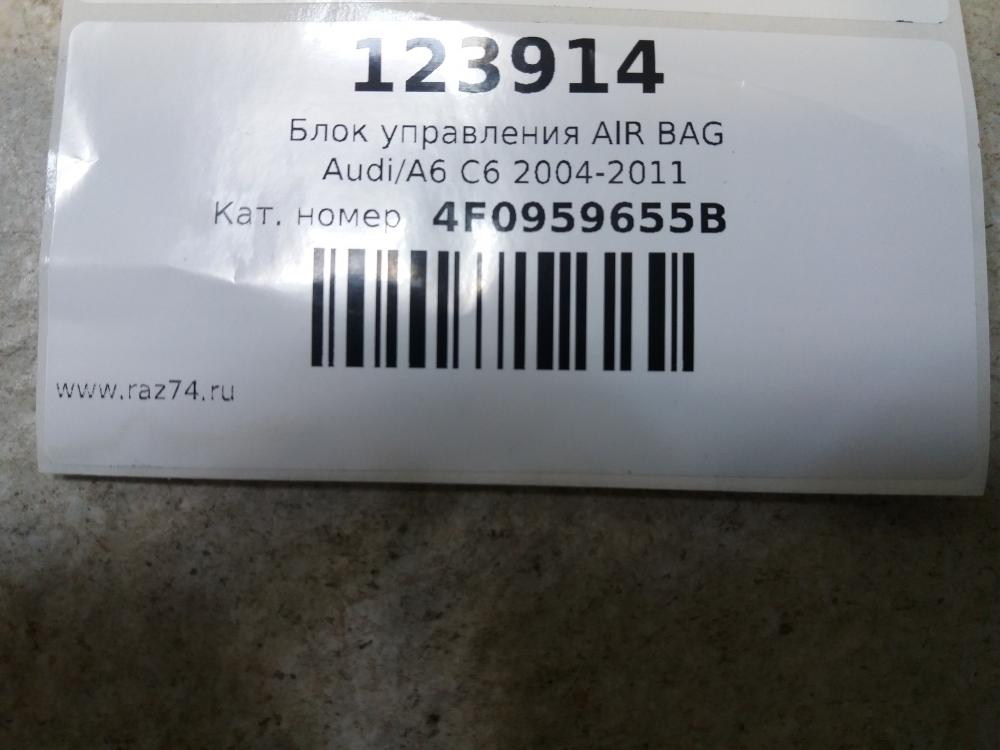 123914
Блок управления AIR BAG
Audi/A6 C6 2004-2011
Кат. номер 4F0959655B
www.raz74.ru